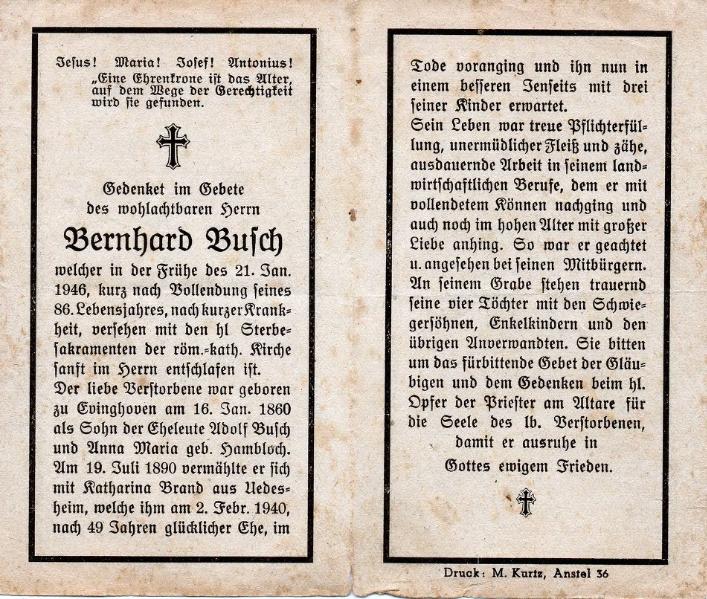 Jesus! Maria! Josef! Antonius!
„Eine Ehrenkrone ist das Alter,
auf dem Wege der Gerechtigkeit
wird sie gefunden.
Gedenket im Gebete
des wohlachtbaren Herrn
Bernhard Busch
welcher in der Frühe des 21. Jan.
1946, kurz nach Vollendung seines
86. Lebensjahres, nach kurzer Krank-
heit, versehen mit den hl Sterbe-
sakramenten der röm.-kath. Kirche
sanft im Herrn entschlafen ist.
Der liebe Verstorbene war geboren
zu Evinghoven am 16. Jan. 1860
als Sohn der Eheleute Adolf Busch
und Anna Maria geb. Hambloch.
Am 19. Juli 1890 vermählte er sich
mit Katharina Brand aus Uedes-
heim, welche ihm am 2. Febr. 1940,
nach 49 Jahren glücklicher Ehe, im
Tode voranging und ihn nun in
einem besseren Jenseits mit drei
seiner Kinder erwartet.
Sein Leben war treue Pflichterfül-
lung, unermüdlicher Fleiß und zähe,
ausdauernde Arbeit in seinem land-
wirtschaftlichen Berufe, dem er mit
vollendetem Können nachging und
auch noch im hohen Alter mit großer
Liebe anhing. So war er geachtet
u. angesehen bei seinen Mitbürgern.
An seinem Grabe stehen trauernd
seine vier Töchter mit den Schwie-
gersöhnen, Enkelkindern und den
übrigen Anverwandten. Sie bitten
um das fürbittende Gebet der Gläu-
bigen und dem Gedenken beim hl.
Opfer der Priester am Altare für
die Seele des lb. Verstorbenen,
damit er ausruhe in
Gottes ewigem Frieden.
Druck: M. Kurtz, Anstel 36